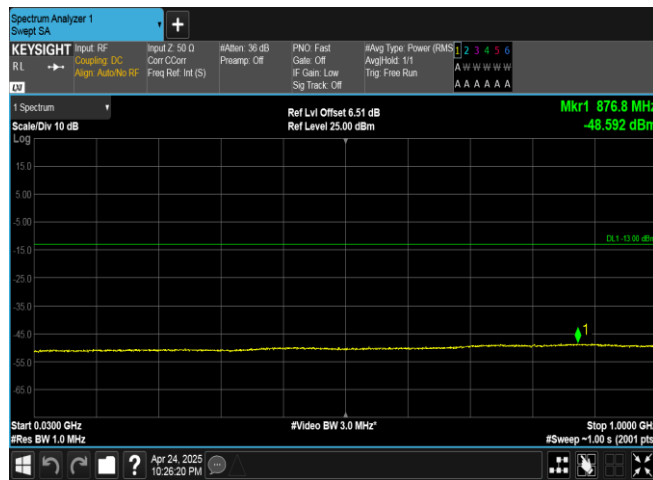 Spectrum Analyzer 1
Swept SA
+
KEYSIGHT
RL
LXI
Input: RF
Coupling: DC
Align: Auto/No RF
Input Z: 50 Ω
Corr CCorr
Freq Ref: Int (S)
#Atten: 36 dB
Preamp: Off
PNO: Fast
Gate: Off
IF Gain: Low
Sig Track: Off
#Avg Type: Power (RMS
Avg|Hold: 1/1
Trig: Free Run
1 2 3 4 5 6
A W W W W W
A A A A A A
1 Spectrum
Scale/Div 10 dB
Log
Ref Lvl Offset 6.51 dB
Ref Level 25.00 dBm
Mkr1 876.8 MHz
-48.592 dBm
15.0
5.00
-5.00
-15.0
-25.0
-35.0
-45.0
-55.0
-65.0
DL1 -13.00 dBm
1
Start 0.0300 GHz
#Res BW 1.0 MHz
#Video BW 3.0 MHz*
Stop 1.0000 GH
#Sweep ~1.00 s (2001 pts
?
Apr 24, 2025
10:26:20 PM